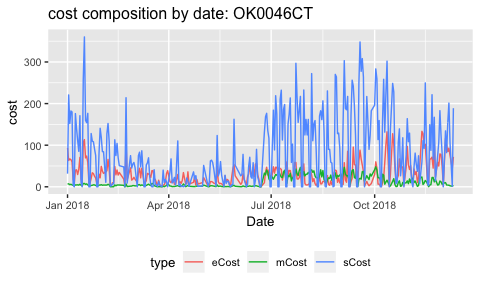 cost composition by date: OK0046CT
cost
300
200
100
0
Jan 2018 Apr 2018 Jul 2018 Oct 2018
Date
type eCost mCost sCost